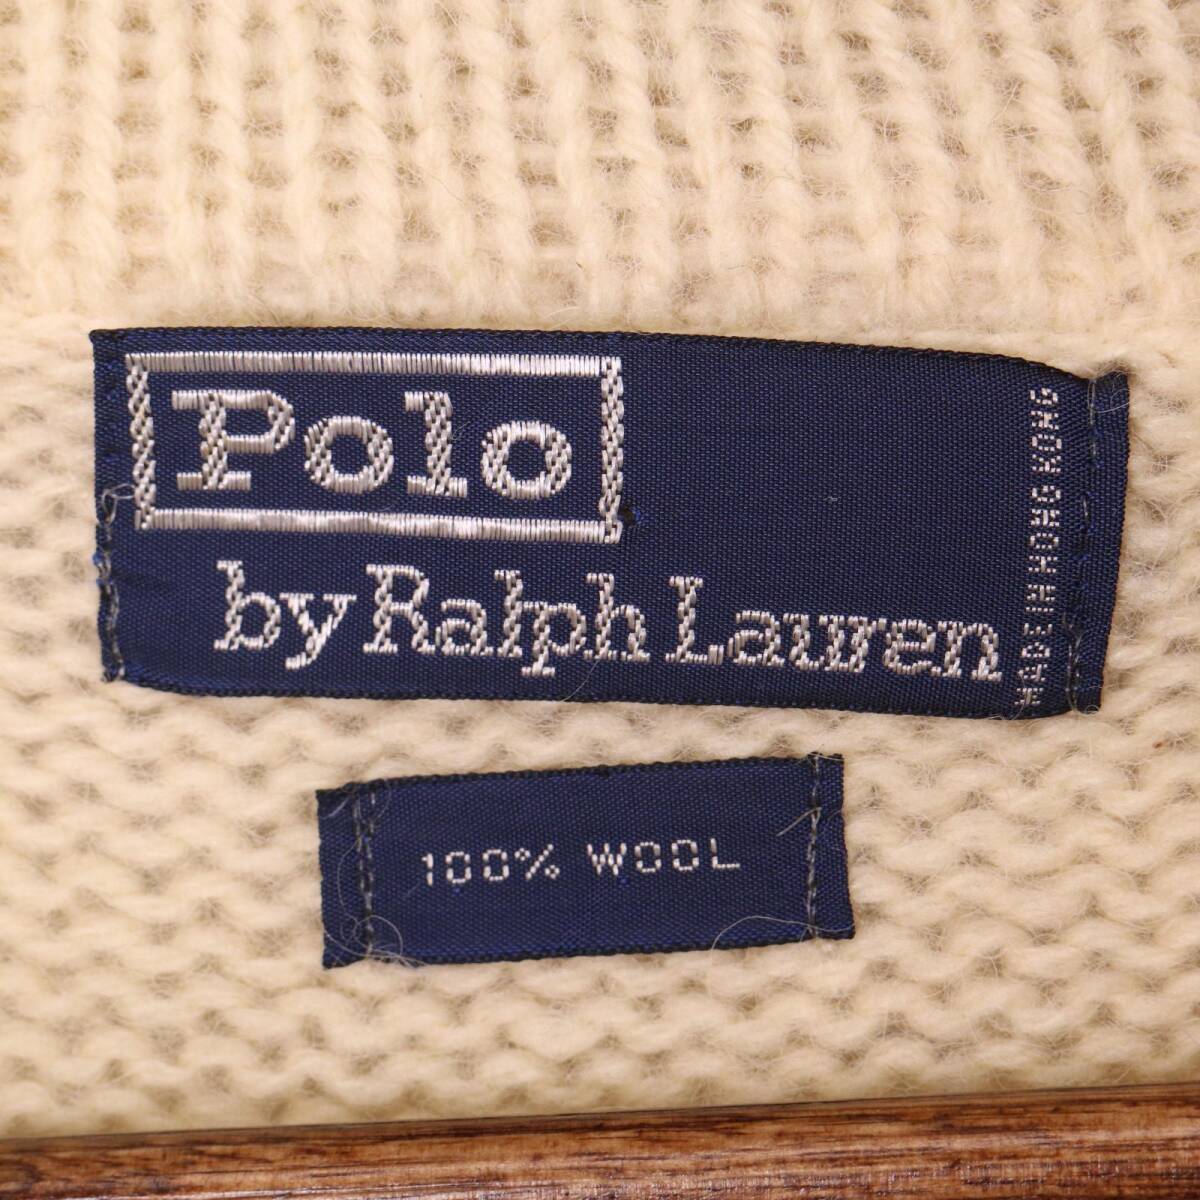 Polo
by Ralph Lauren
MADE IN HONG KONG
100% WOOL